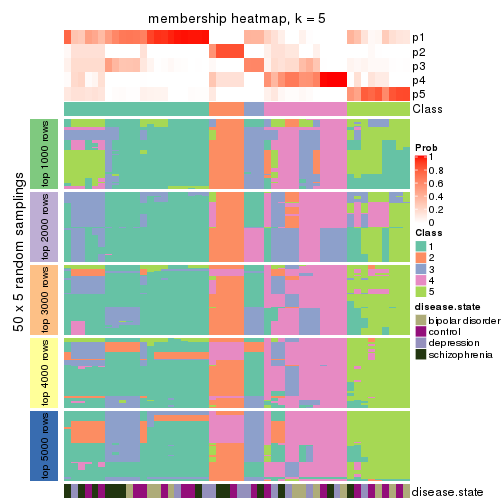 membership heatmap, k = 5
p1
p2
p3
p4
p5
Class
50 x 5 random samplings
top 1000 rows
top 2000 rows
top 3000 rows
top 4000 rows
top 5000 rows
disease.state
Prob
1
0.8
0.6
0.4
0.2
0
Class
1
2
3
4
5
disease.state
bipolar disorder
control
depression
schizophrenia